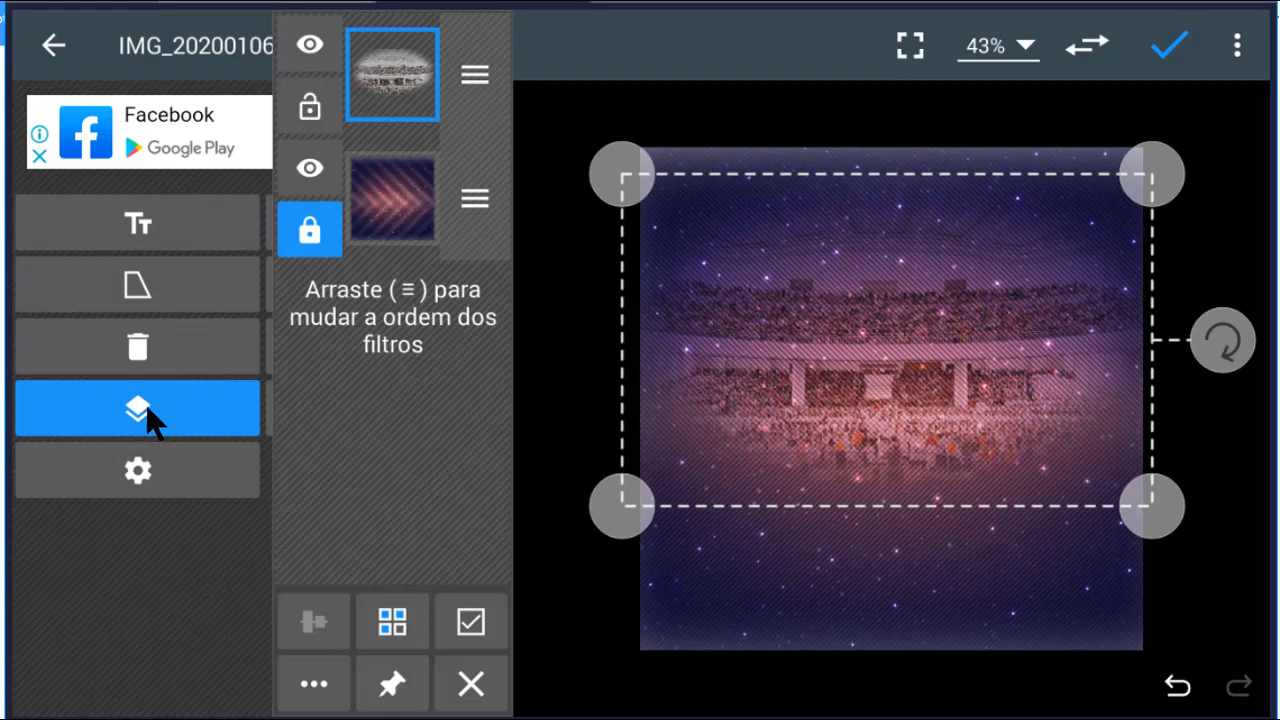 IMG_20200106
43%
Facebook
Google Play
Tт
Arraste ( ≡ ) para
mudar a ordem dos
filtros